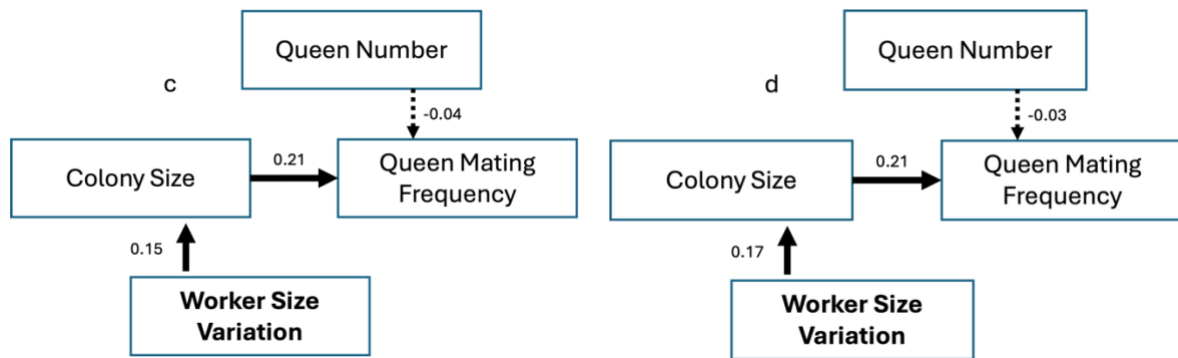 c
Queen Number
-0.04
Colony Size
0.21
Queen Mating
Frequency
0.15
Worker Size
Variation
d
Queen Number
-0.03
Colony Size
0.21
Queen Mating
Frequency
0.17
Worker Size
Variation